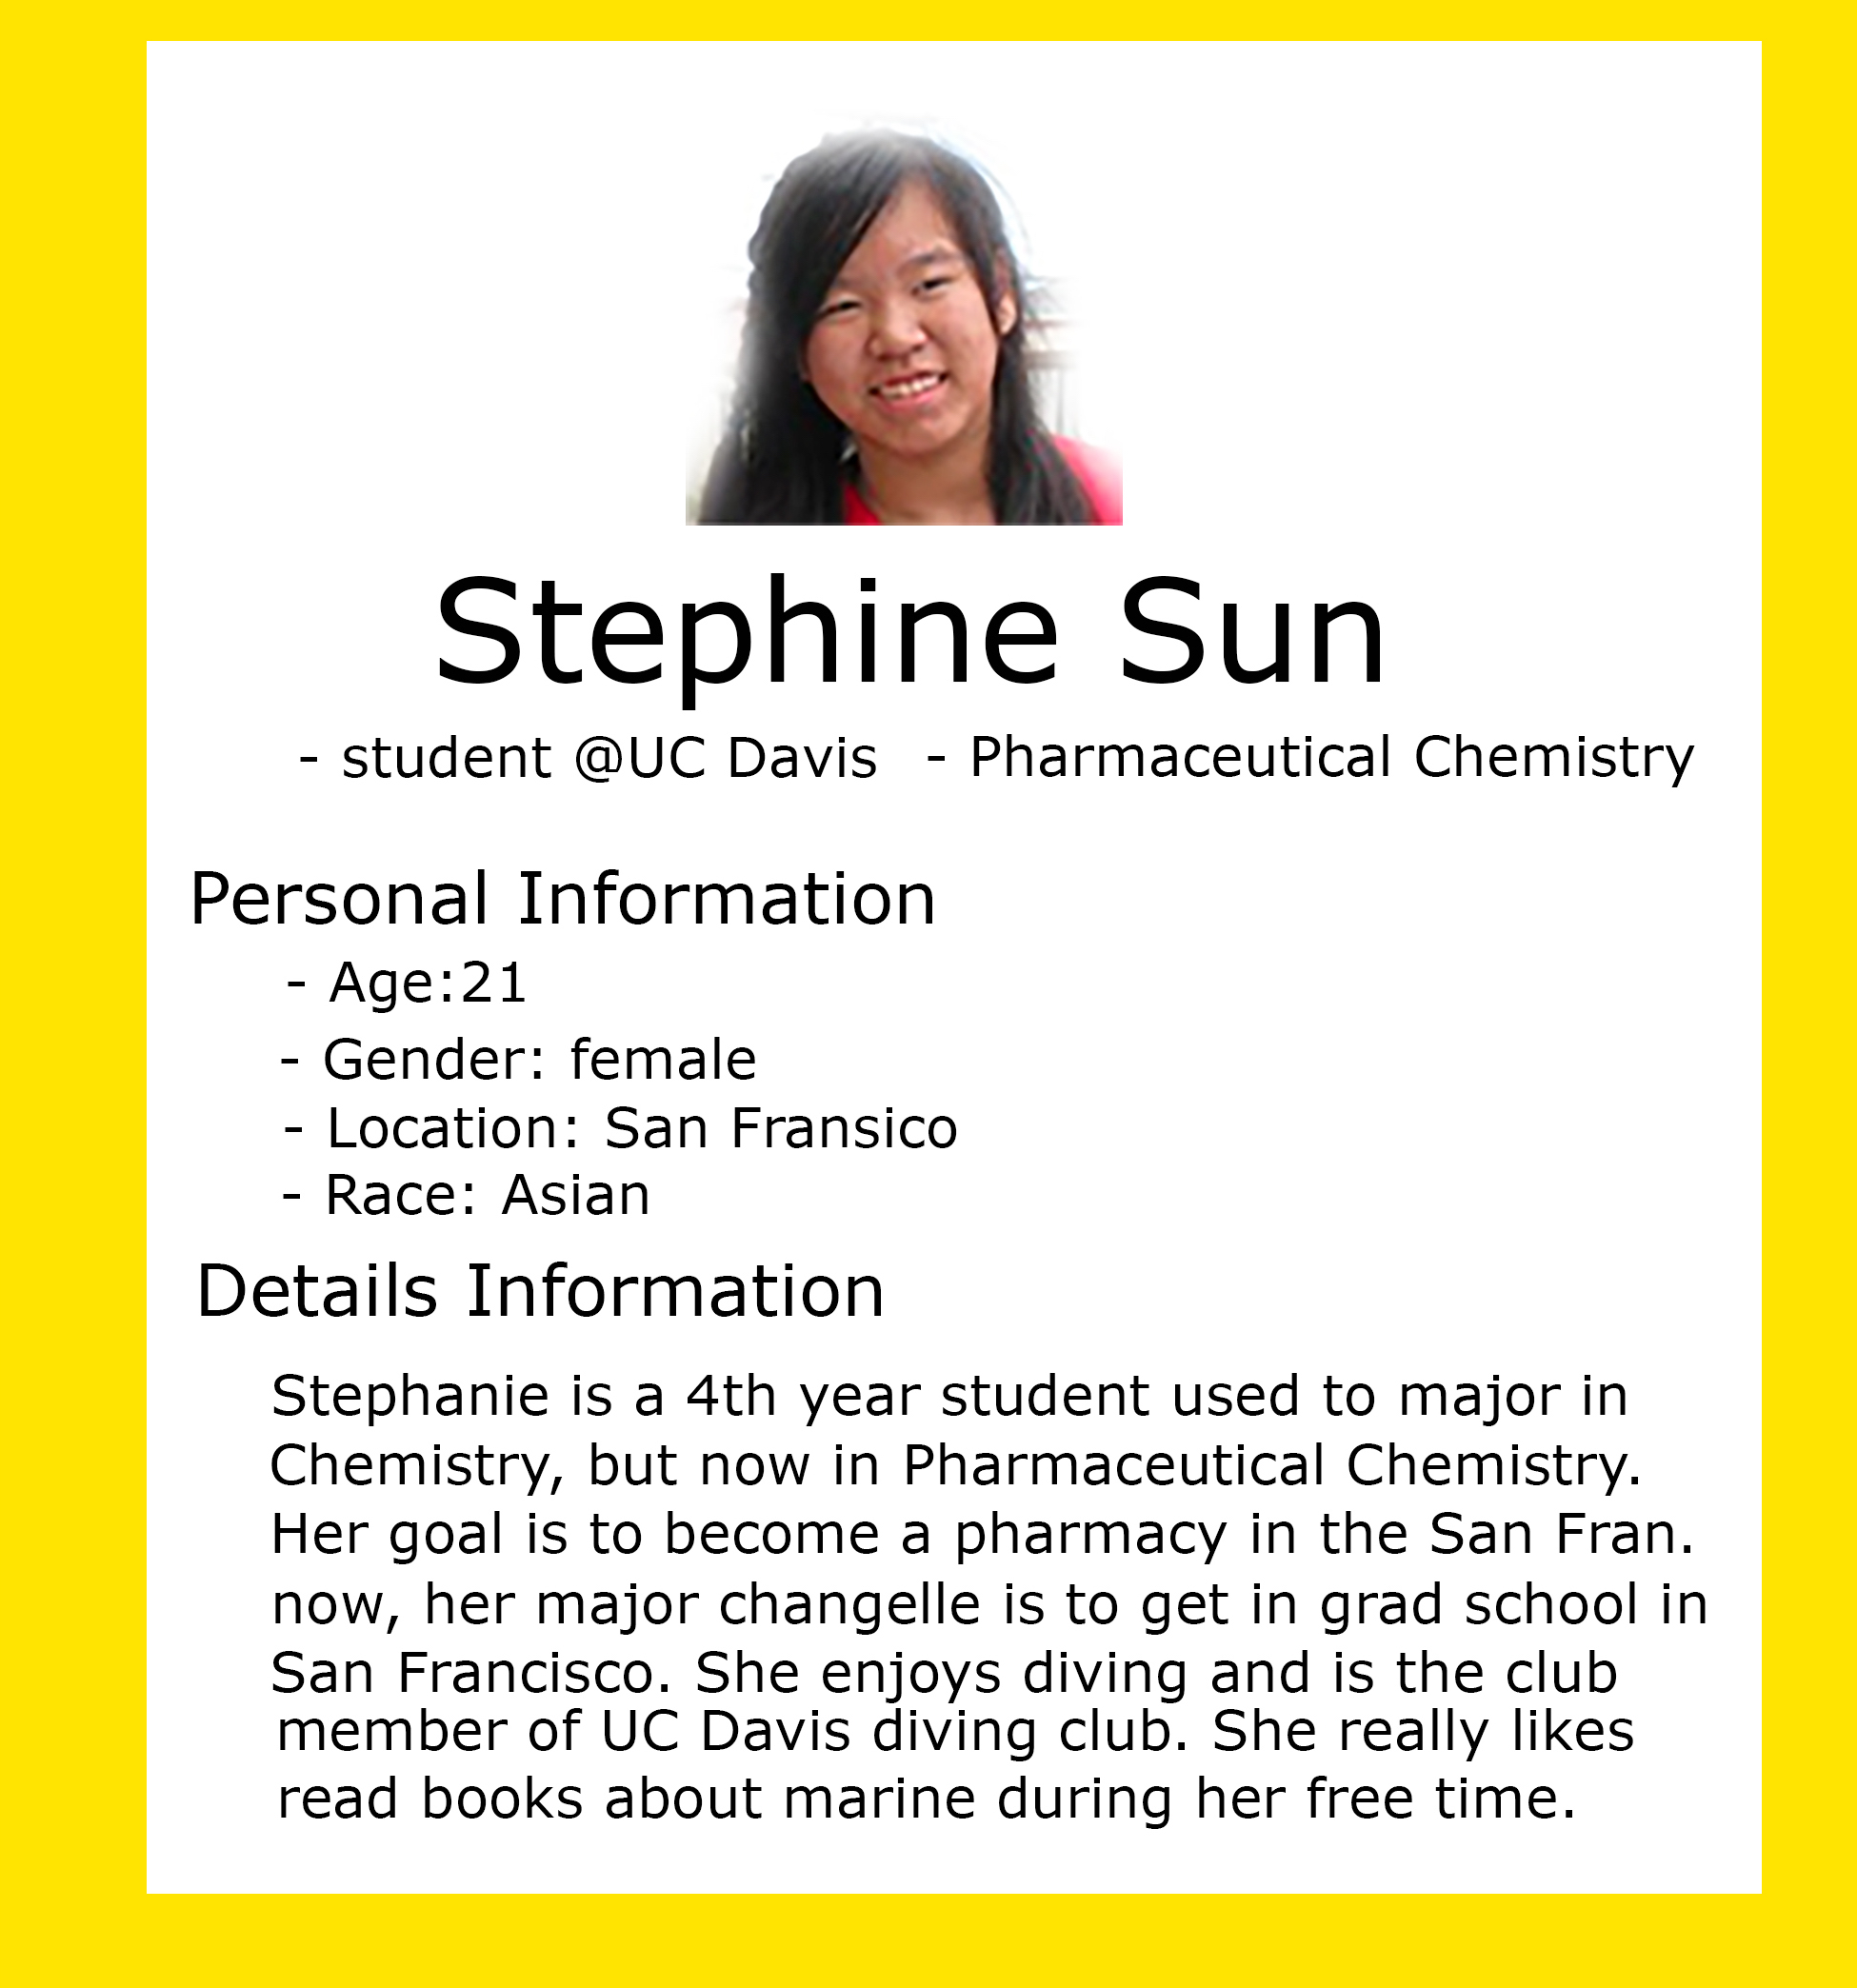 Stephine Sun
- student @UC Davis - Pharmaceutical Chemistry
Personal Information
- Age:21
- Gender: female
- Location: San Fransico
- Race: Asian
Details Information
Stephanie is a 4th year student used to major in
Chemistry, but now in Pharmaceutical Chemistry.
Her goal is to become a pharmacy in the San Fran.
now, her major changelle is to get in grad school in
San Francisco. She enjoys diving and is the club
member of UC Davis diving club. She really likes
read books about marine during her free time.